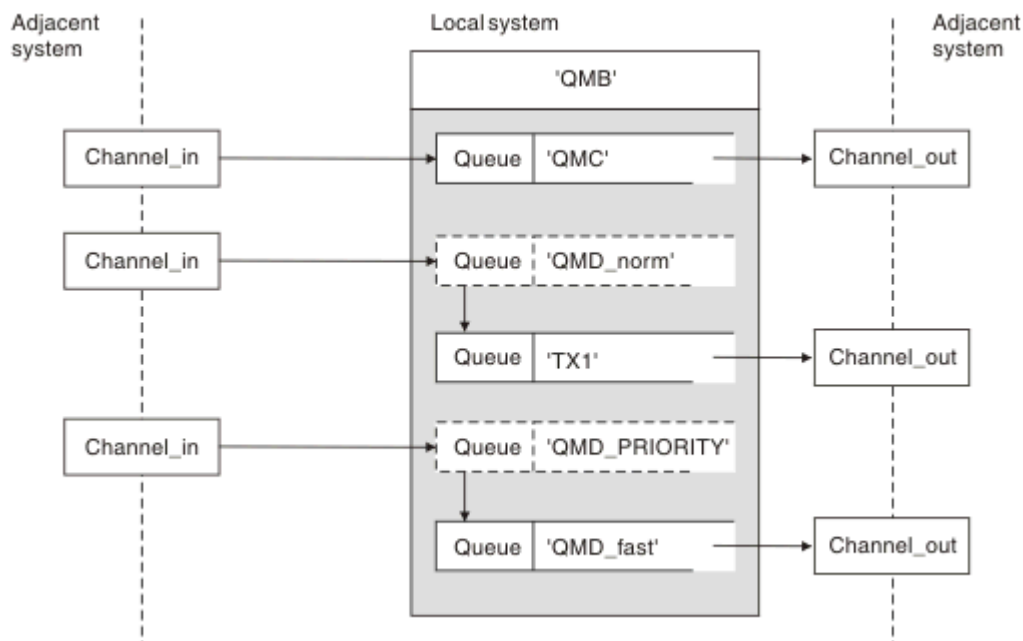 Adjacent
system
Local system
Adjacent
system
'QMB'
Channel_in
Queue 'QMC'
Channel_out
Channel_in
Queue 'QMD_norm'
Queue 'TX1'
Channel_out
Channel_in
Queue 'QMD_PRIORITY'
Queue 'QMD_fast'
Channel_out